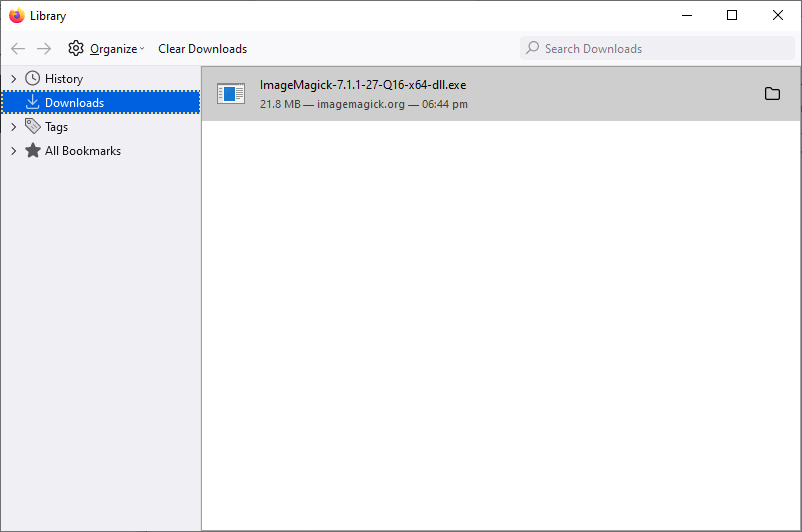 Library
Organize Clear Downloads Search Downloads
History
Downloads
Tags
All Bookmarks
ImageMagick-7.1.1-27-Q16-x64-dll.exe
21.8 MB — imagemagick.org — 06:44 pm